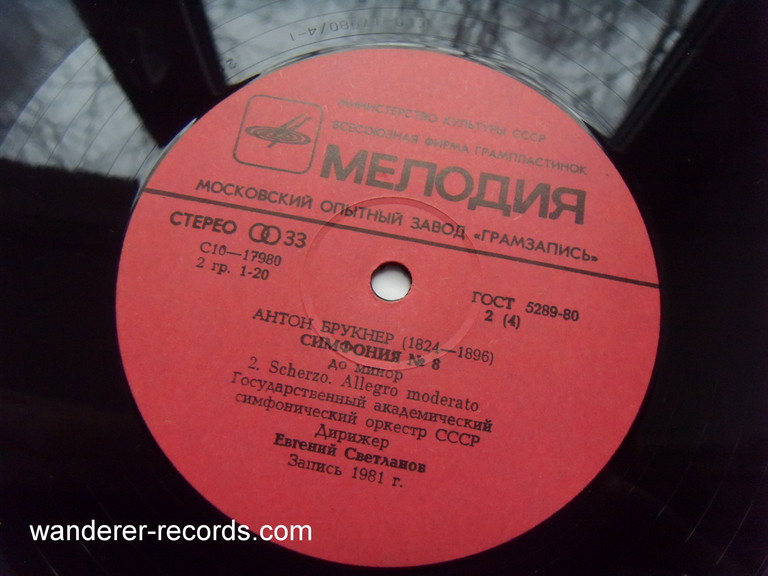 МИНИСТЕРСТВО КУЛЬТУРЫ СССР
ВСЕСОЮЗНАЯ ФИРМА ГРАМПЛАСТИНОК
МЕЛОДИЯ
МОСКОВСКИЙ ОПЫТНЫЙ ЗАВОД «ГРАМЗАПИСЬ»
СТЕРЕО 33
С10—17980
2 гр. 1-20
ГОСТ 5289-80
2 (4)
АНТОН БРУКНЕР (1824—1896)
СИМФОНИЯ № 8
до минор
2. Scherzo. Allegro moderato
Государственный академический
симфонический оркестр СССР
Дирижер
Евгений Светланов
Запись 1981 г.
wanderer-records.com